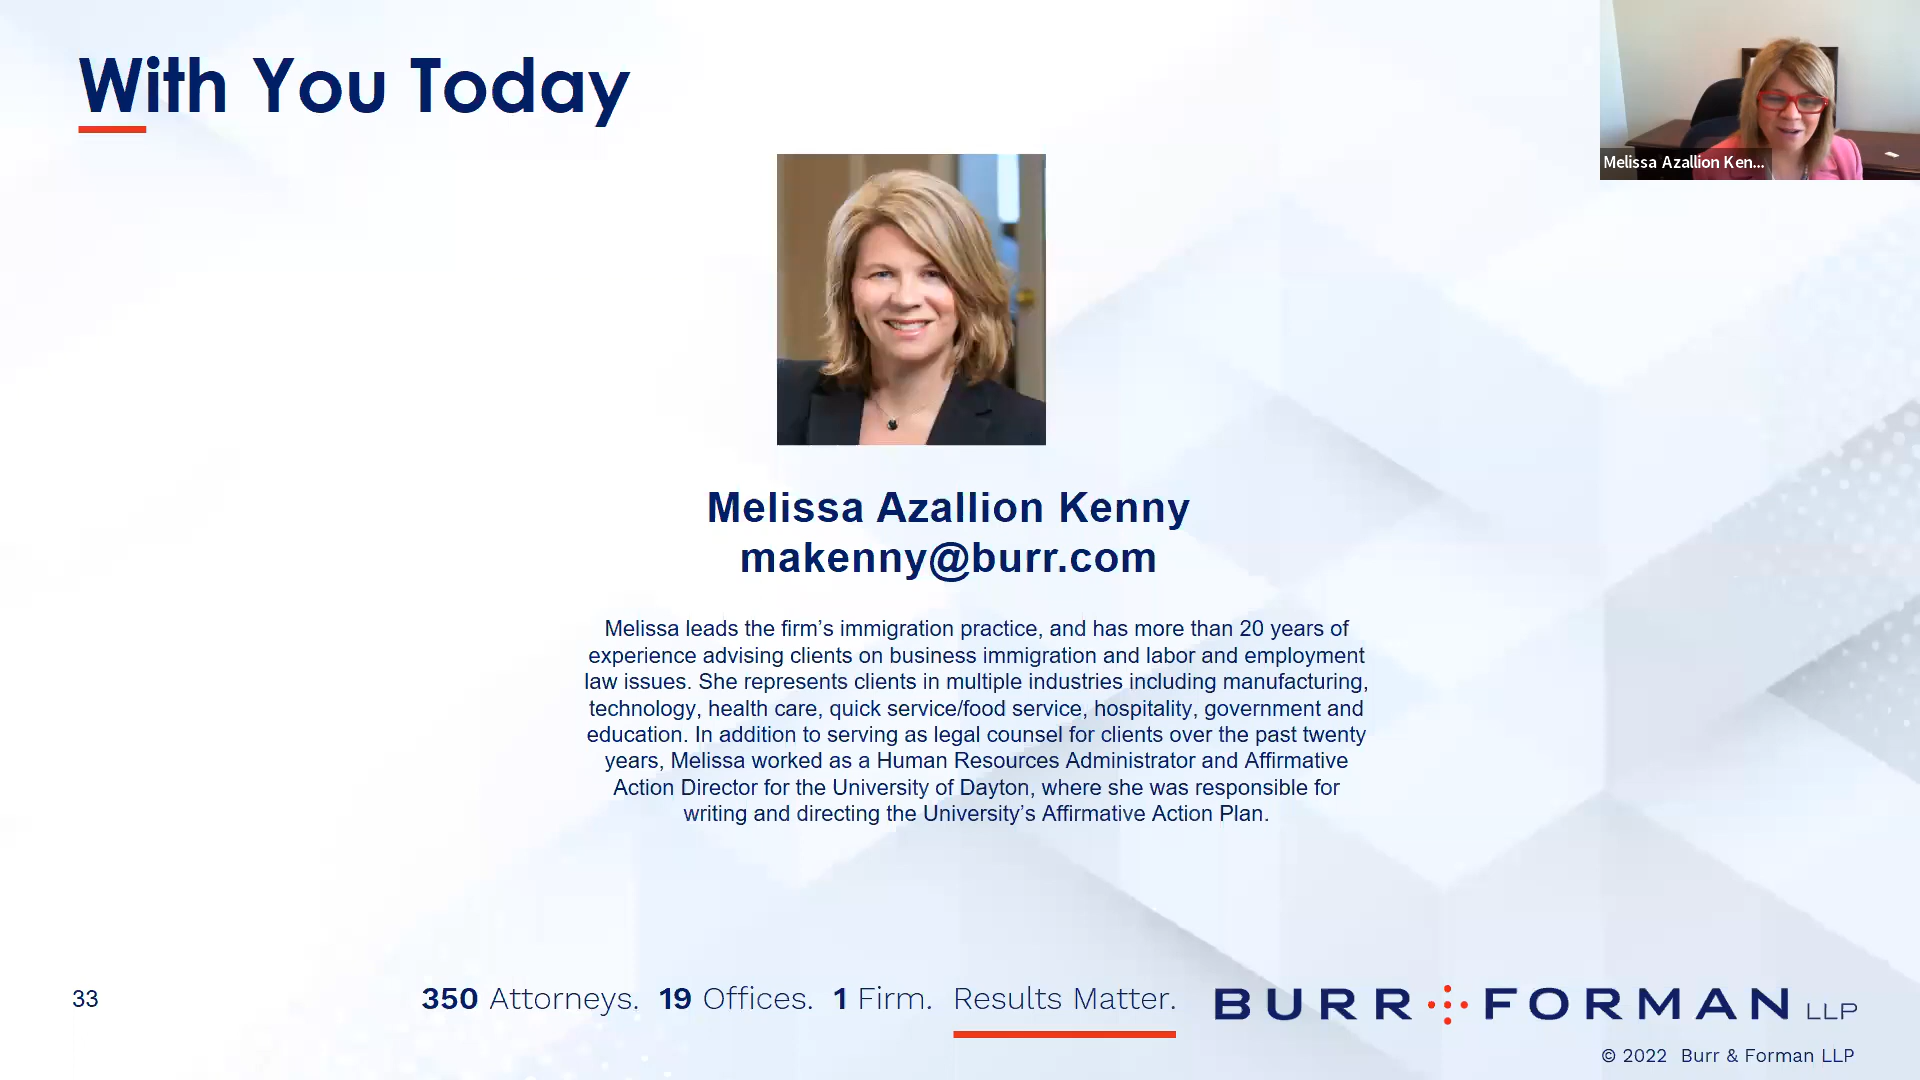 With You Today
Melissa Azallion Ken...
Melissa Azallion Kenny
makenny@burr.com
Melissa leads the firm’s immigration practice, and has more than 20 years of
experience advising clients on business immigration and labor and employment
law issues. She represents clients in multiple industries including manufacturing,
technology, health care, quick service/food service, hospitality, government and
education. In addition to serving as legal counsel for clients over the past twenty
years, Melissa worked as a Human Resources Administrator and Affirmative
Action Director for the University of Dayton, where she was responsible for
writing and directing the University’s Affirmative Action Plan.
33
350 Attorneys. 19 Offices. 1 Firm. Results Matter.
BURR FORMAN LLP
© 2022 Burr & Forman LLP